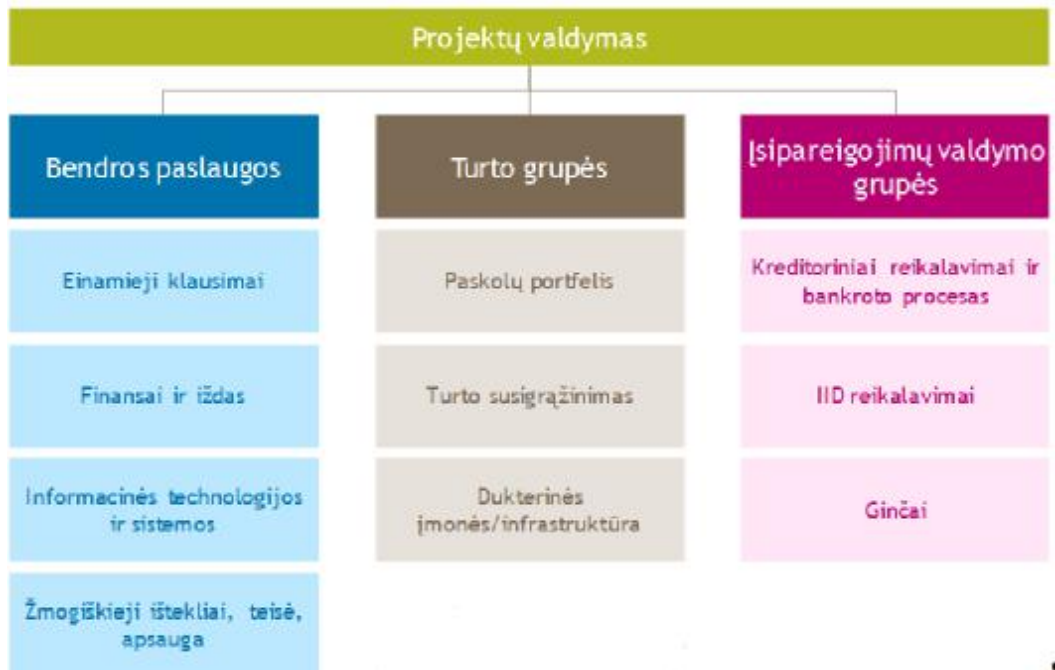 Projektų valdymas
Bendros paslaugos
Einamieji klausimai
Finansai ir iždas
Informacinės technologijos
ir sistemos
Žmogiškieji ištekliai, teisė,
apsauga
Turto grupės
Paskolų portfelis
Turto susigrąžinimas
Dukterinės
įmonės/infrastruktūra
Įsipareigojimų valdymo
grupės
Kreditoriniai reikalavimai ir
bankroto procesas
IID reikalavimai
Ginčai